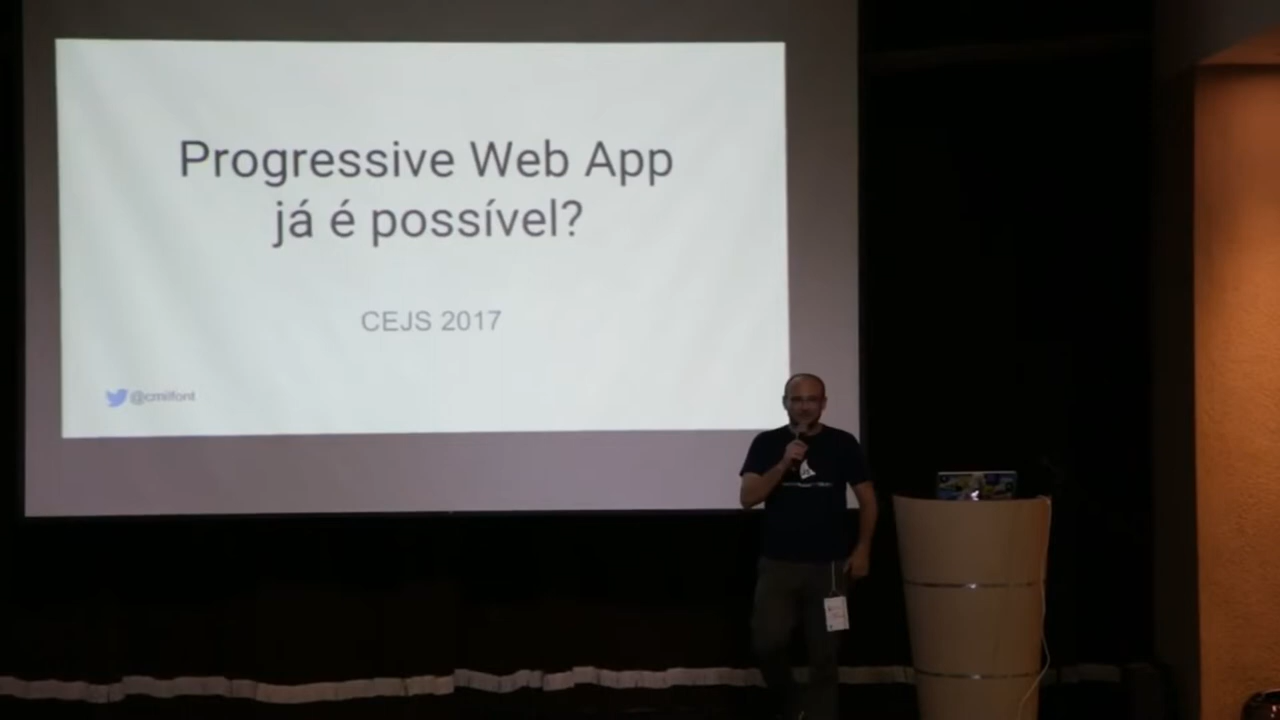 Progressive Web App
já é possível?
CEJS 2017
@cmilfont